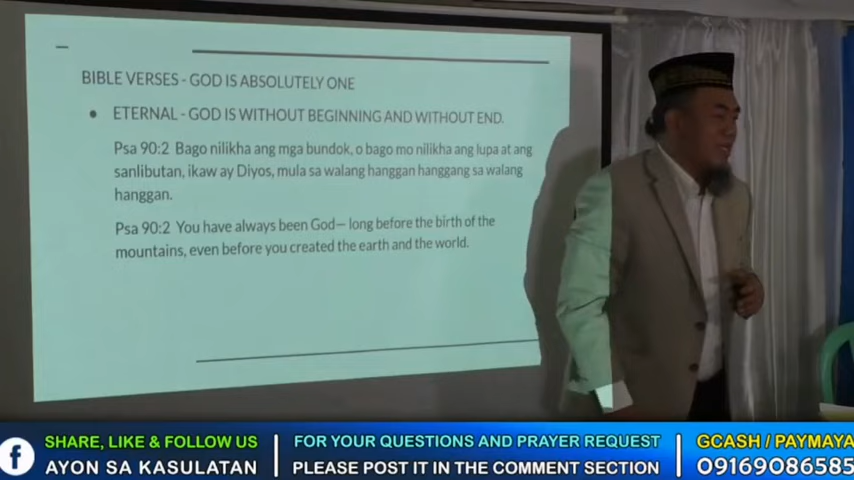 BIBLE VERSES - GOD IS ABSOLUTELY ONE
● ETERNAL - GOD IS WITHOUT BEGINNING AND WITHOUT END.
Psa 90:2 Bago nilikha ang mga bundok, o bago mo nilikha ang lupa at ang
sanlibutan, ikaw ay Diyos, mula sa walang hanggan hanggang sa walang
hanggan.
Psa 90:2 You have always been God— long before the birth of the
mountains, even before you created the earth and the world.
f SHARE, LIKE & FOLLOW US
AYON SA KASULATAN
FOR YOUR QUESTIONS AND PRAYER REQUEST
PLEASE POST IT IN THE COMMENT SECTION
GCASH / PAYMAYA
09169086585